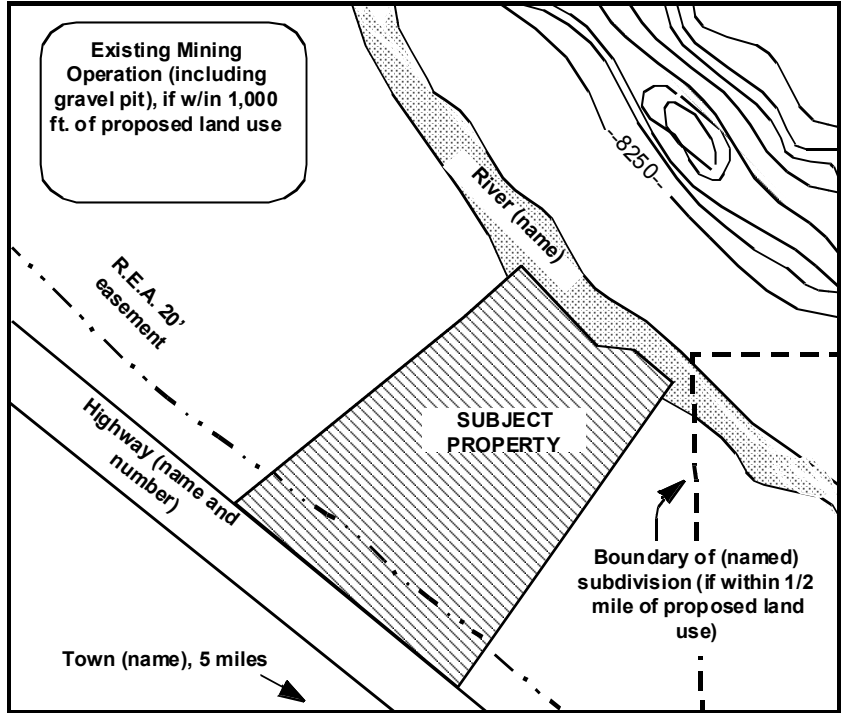 Existing Mining
Operation (including
gravel pit), if w/in 1,000
ft. of proposed land use
--8250--
River (name)
R.E.A. 20'
easement
Highway (name and
number)
SUBJECT
PROPERTY
Boundary of (named)
subdivision (if within 1/2
mile of proposed land
use)
Town (name), 5 miles